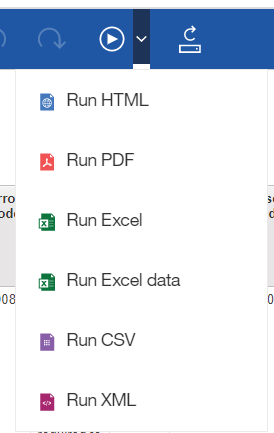 Run HTML
Run PDF
Run Excel
Run Excel data
Run CSV
Run XML